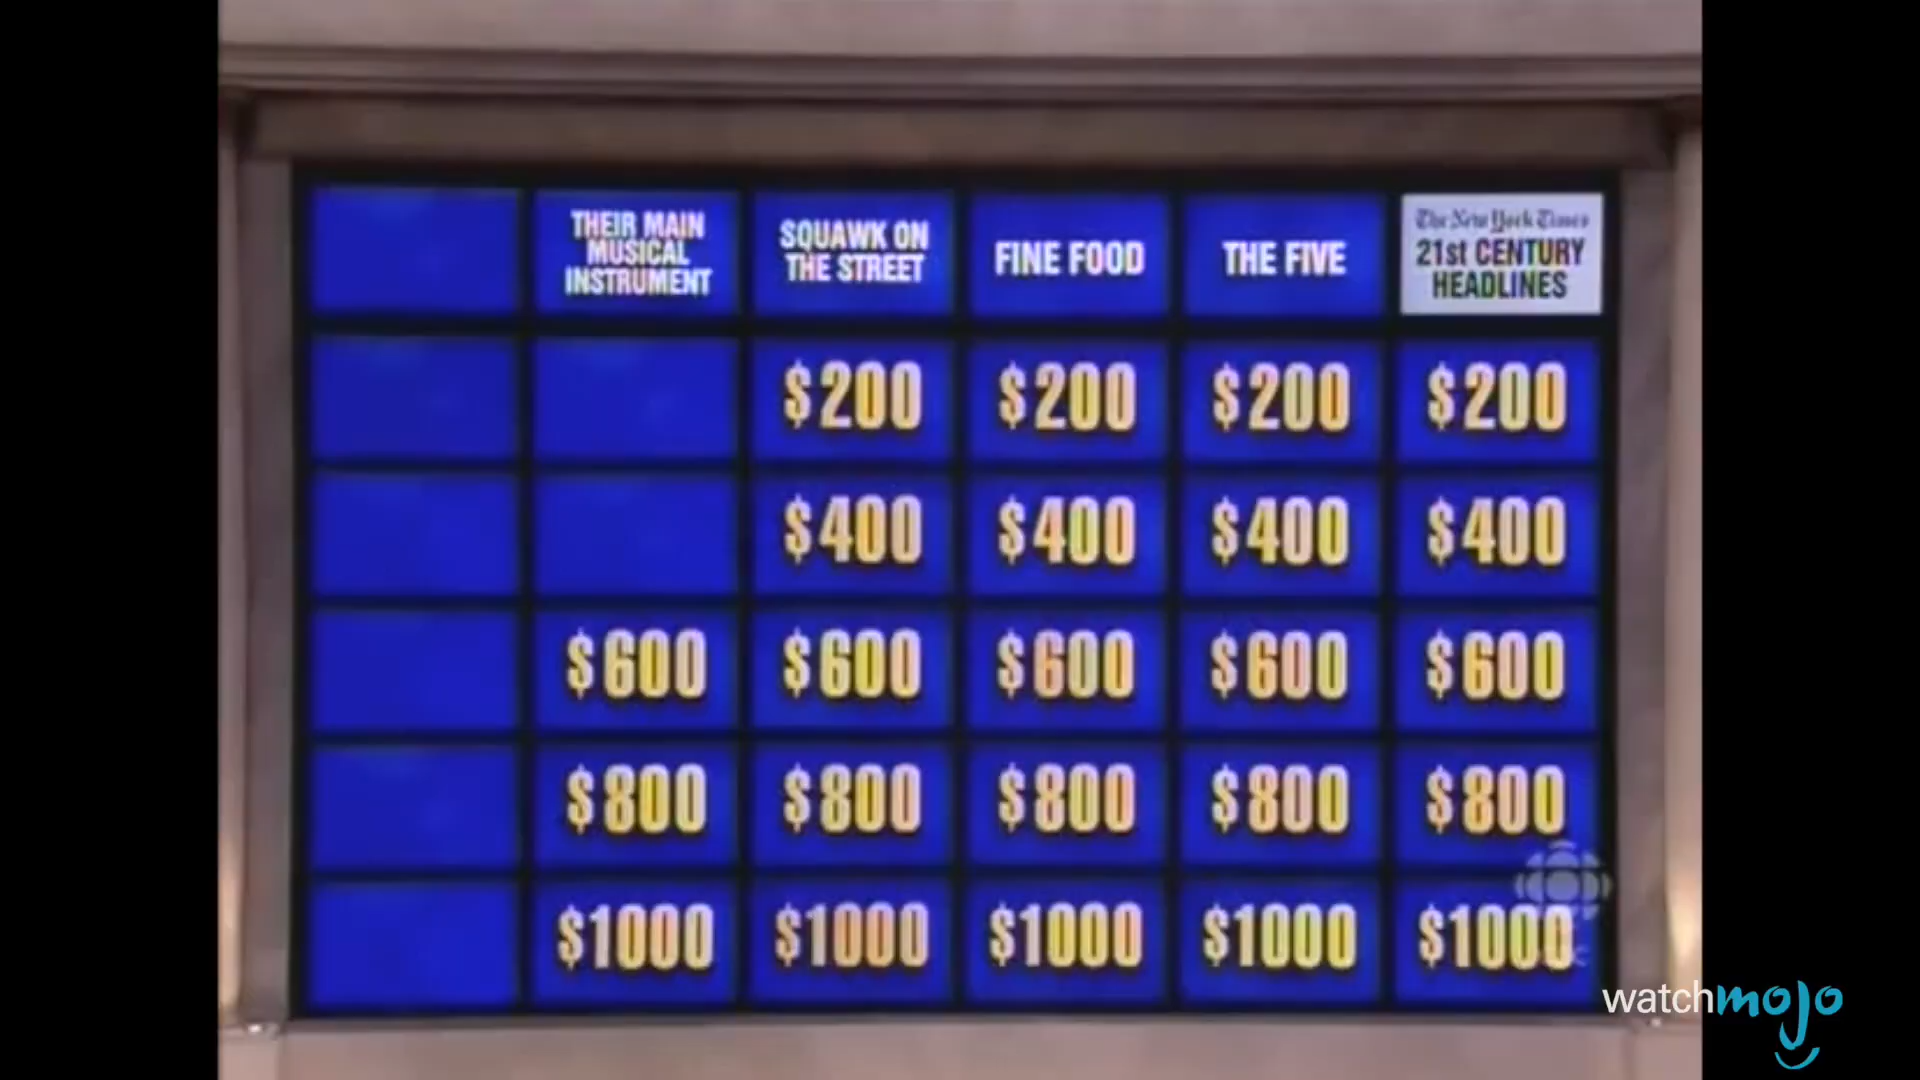 THEIR MAIN
MUSICAL
INSTRUMENT
SQUAWK ON
THE STREET
FINE FOOD
THE FIVE
The New York Times
21st CENTURY
HEADLINES
$200 $200 $200 $200
$400 $400 $400 $400
$600 $600 $600 $600 $600
$800 $800 $800 $800 $800
$1000 $1000 $1000 $1000 $1000
watchmojo